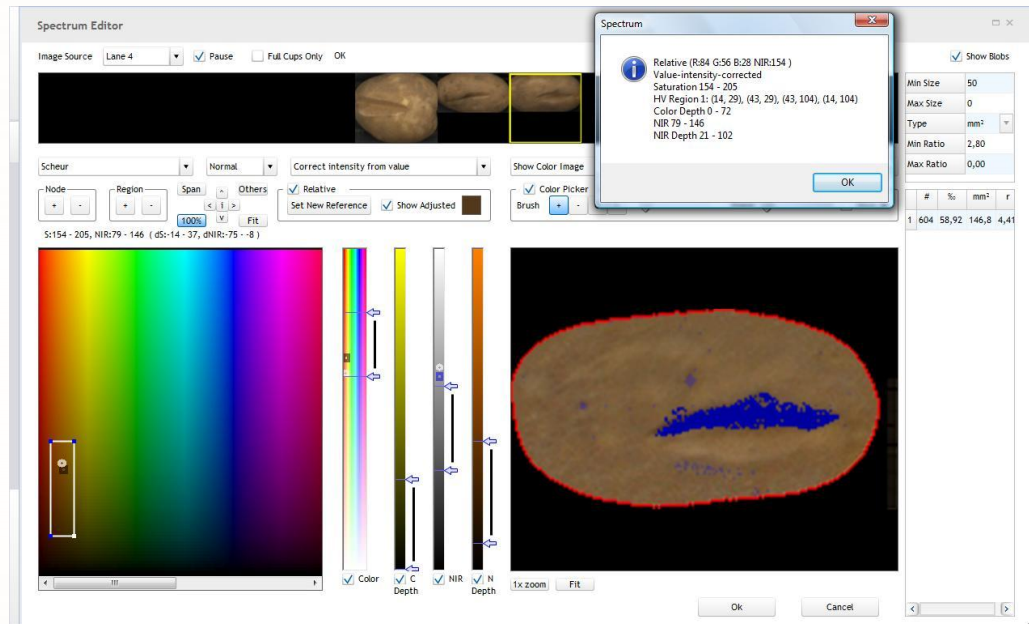 Spectrum Editor
Spectrum
Image Source Lane 4 Pause Full Cups Only OK
Show Blobs
Relative (R:84 G:56 B:28 NIR:154 )
Value-intensity-corrected
Saturation 154 - 205
HV Region 1: (14, 29), (43, 29), (43, 104), (14, 104)
Color Depth 0 - 72
NIR 79 - 146
NIR Depth 21 - 102
OK
Min Size 50
Max Size 0
Type mm²
Min Ratio 2,80
Max Ratio 0,00
Scheur Normal Correct intensity from value Show Color Image
Node Region Span Others Relative Color Picker
+ - + - < i > Set New Reference Show Adjusted Brush + -
100% v Fit
# ‰ mm² r
1 604 58,92 146,8 4,41
S:154 - 205, NIR:79 - 146 ( dS:-14 - 37, dNIR:-75 - -8 )
Color C Depth NIR N Depth
1x zoom Fit
Ok Cancel